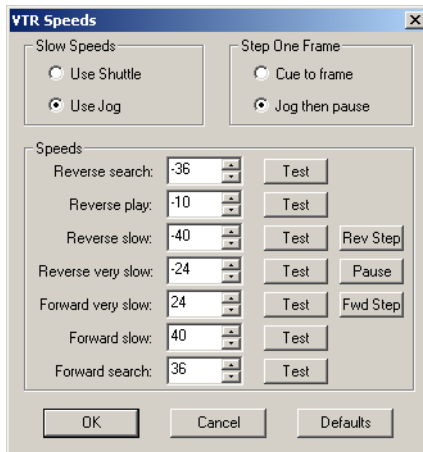 VTR Speeds
Slow Speeds
Use Shuttle
Use Jog
Step One Frame
Cue to frame
Jog then pause
Speeds
Reverse search: -36 Test
Reverse play: -10 Test
Reverse slow: -40 Test Rev Step
Reverse very slow: -24 Test Pause
Forward very slow: 24 Test Fwd Step
Forward slow: 40 Test
Forward search: 36 Test
OK Cancel Defaults